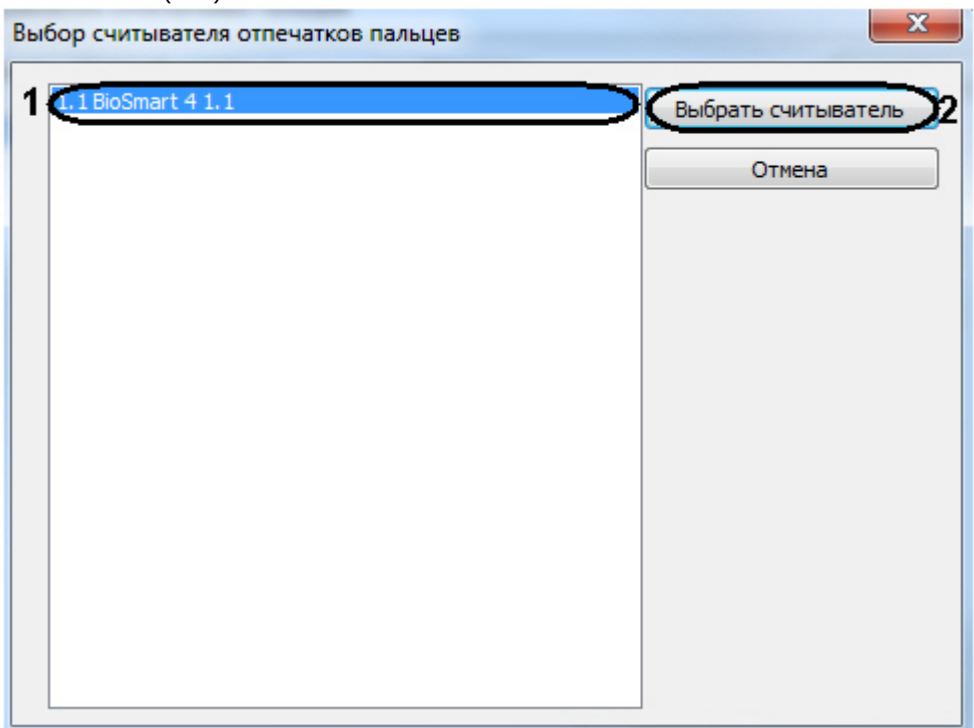 Выбор считывателя отпечатков пальцев
1 1.1 BioSmart 4 1.1 Выбрать считыватель 2
Отмена